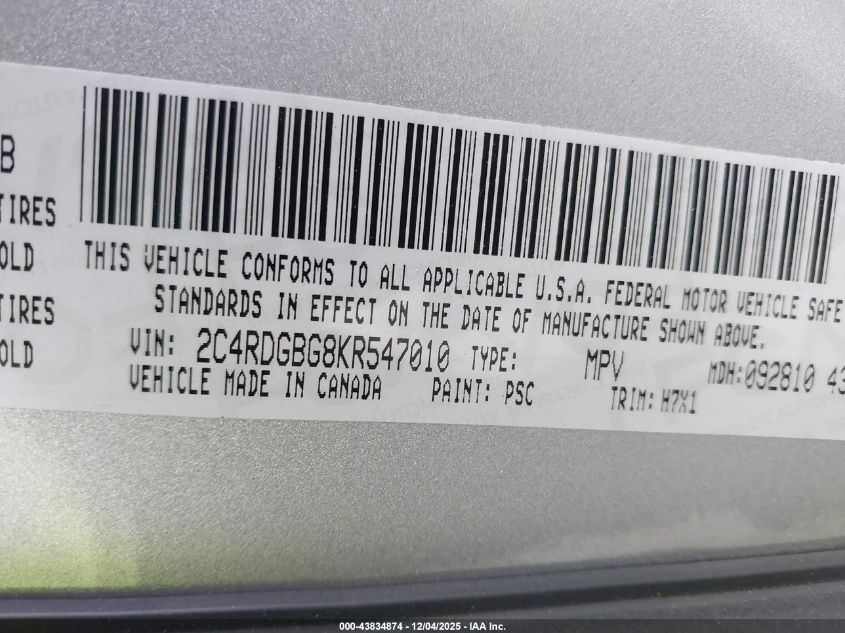 B
TIRES
OLD
TIRES
OLD
THIS VEHICLE CONFORMS TO ALL APPLICABLE U.S.A. FEDERAL MOTOR VEHICLE SAFE
STANDARDS IN EFFECT ON THE DATE OF MANUFACTURE SHOWN ABOVE.
VIN: 2C4RDGBG8KR547010 TYPE: MPV MDH:092810 43
VEHICLE MADE IN CANADA PAINT: PSC TRIM: H7X1
000-43834874 - 12/04/2025 - IAA Inc.